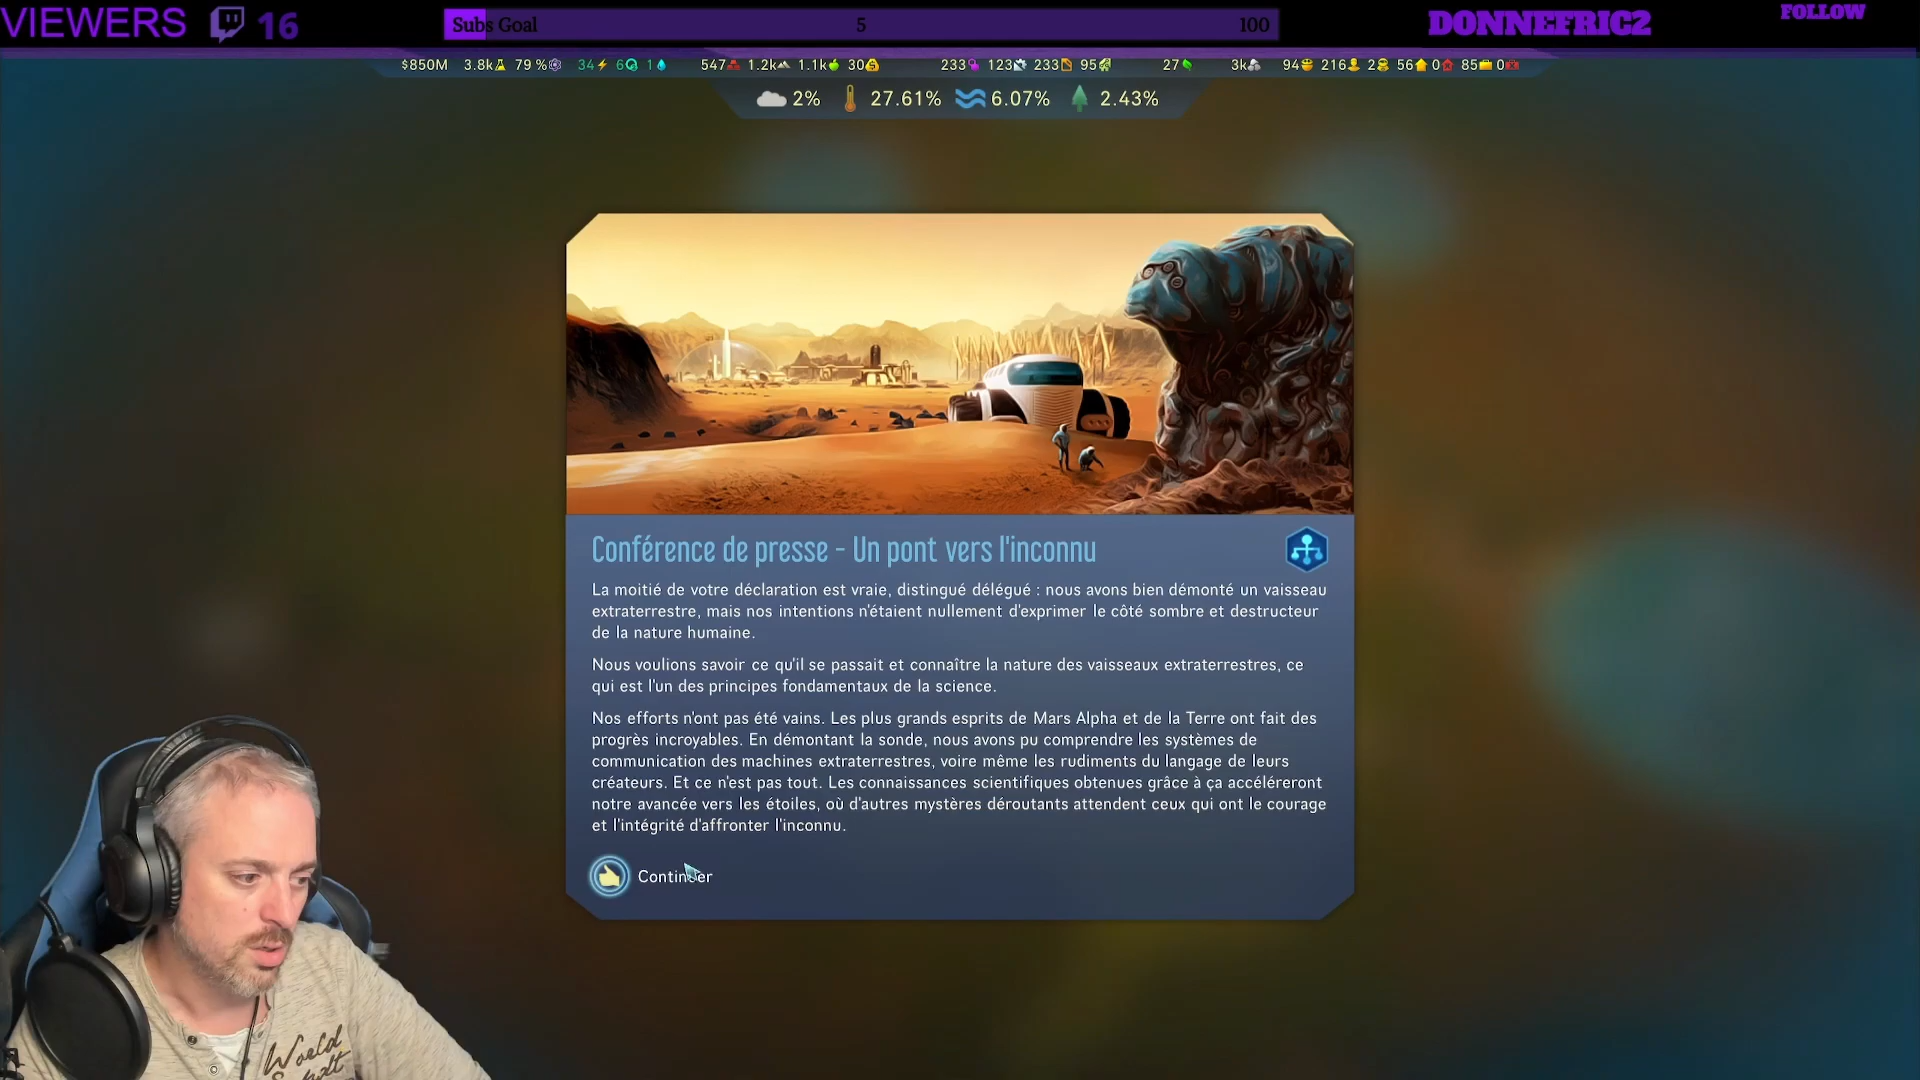 VIEWERS 16
Subs Goal 5 100
DONNEFRIC2
FOLLOW
$850M 3.8k 79 % 34 6 1 547 1.2k 1.1k 30 233 123 233 95 27 3k 94 216 2 56 0 85 0
2% 27.61% 6.07% 2.43%
Conférence de presse - Un pont vers l'inconnu
La moitié de votre déclaration est vraie, distingué délégué : nous avons bien démonté un vaisseau
extraterrestre, mais nos intentions n'étaient nullement d'exprimer le côté sombre et destructeur
de la nature humaine.
Nous voulions savoir ce qu'il se passait et connaître la nature des vaisseaux extraterrestres, ce
qui est l'un des principes fondamentaux de la science.
Nos efforts n'ont pas été vains. Les plus grands esprits de Mars Alpha et de la Terre ont fait des
progrès incroyables. En démontant la sonde, nous avons pu comprendre les systèmes de
communication des machines extraterrestres, voire même les rudiments du langage de leurs
créateurs. Et ce n'est pas tout. Les connaissances scientifiques obtenues grâce à ça accéléreront
notre avancée vers les étoiles, où d'autres mystères déroutants attendent ceux qui ont le courage
et l'intégrité d'affronter l'inconnu.
Continuer
World